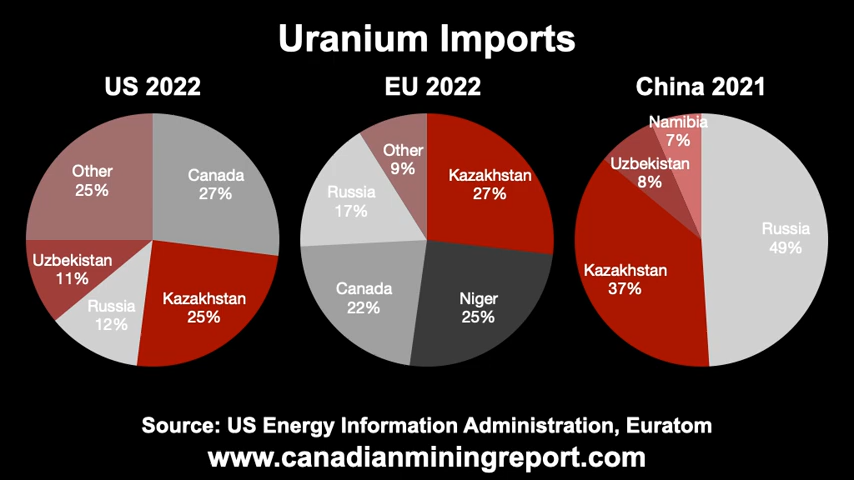 Uranium Imports
US 2022
Other
25%
Canada
27%
Uzbekistan
11%
Russia
12%
Kazakhstan
25%
EU 2022
Other
9%
Kazakhstan
27%
Russia
17%
Canada
22%
Niger
25%
China 2021
Namibia
7%
Uzbekistan
8%
Russia
49%
Kazakhstan
37%
Source: US Energy Information Administration, Euratom
www.canadianminingreport.com